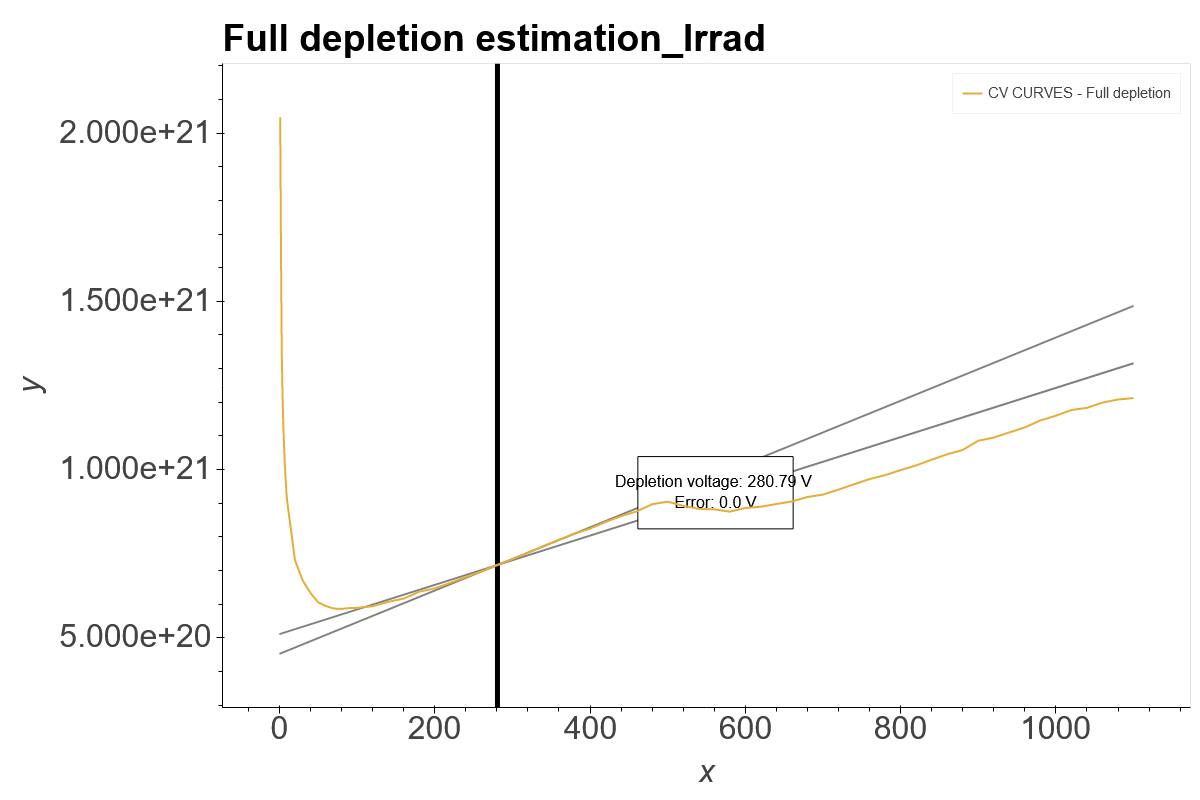 Full depletion estimation_Irrad
CV CURVES - Full depletion
2.000e+21
1.500e+21
1.000e+21
5.000e+20
y
Depletion voltage: 280.79 V
Error: 0.0 V
0 200 400 600 800 1000
x